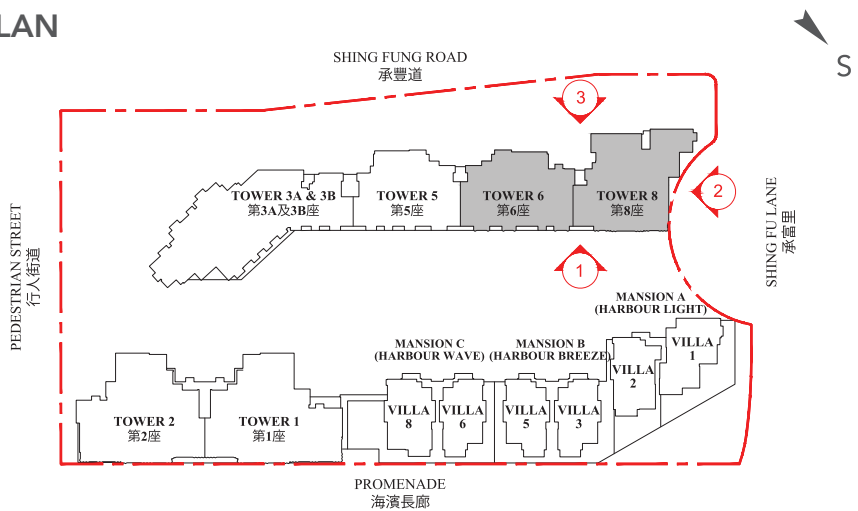 LAN
S
SHING FUNG ROAD
承豐道
3
TOWER 3A & 3B
第3A及3B座
TOWER 5
第5座
TOWER 6
第6座
TOWER 8
第8座
2
SHING FU LANE
承富里
PEDESTRIAN STREET
行人街道
1
MANSION A
(HARBOUR LIGHT)
MANSION C
(HARBOUR WAVE)
MANSION B
(HARBOUR BREEZE)
VILLA
1
VILLA
2
VILLA
8
VILLA
6
VILLA
5
VILLA
3
TOWER 2
第2座
TOWER 1
第1座
PROMENADE
海濱長廊